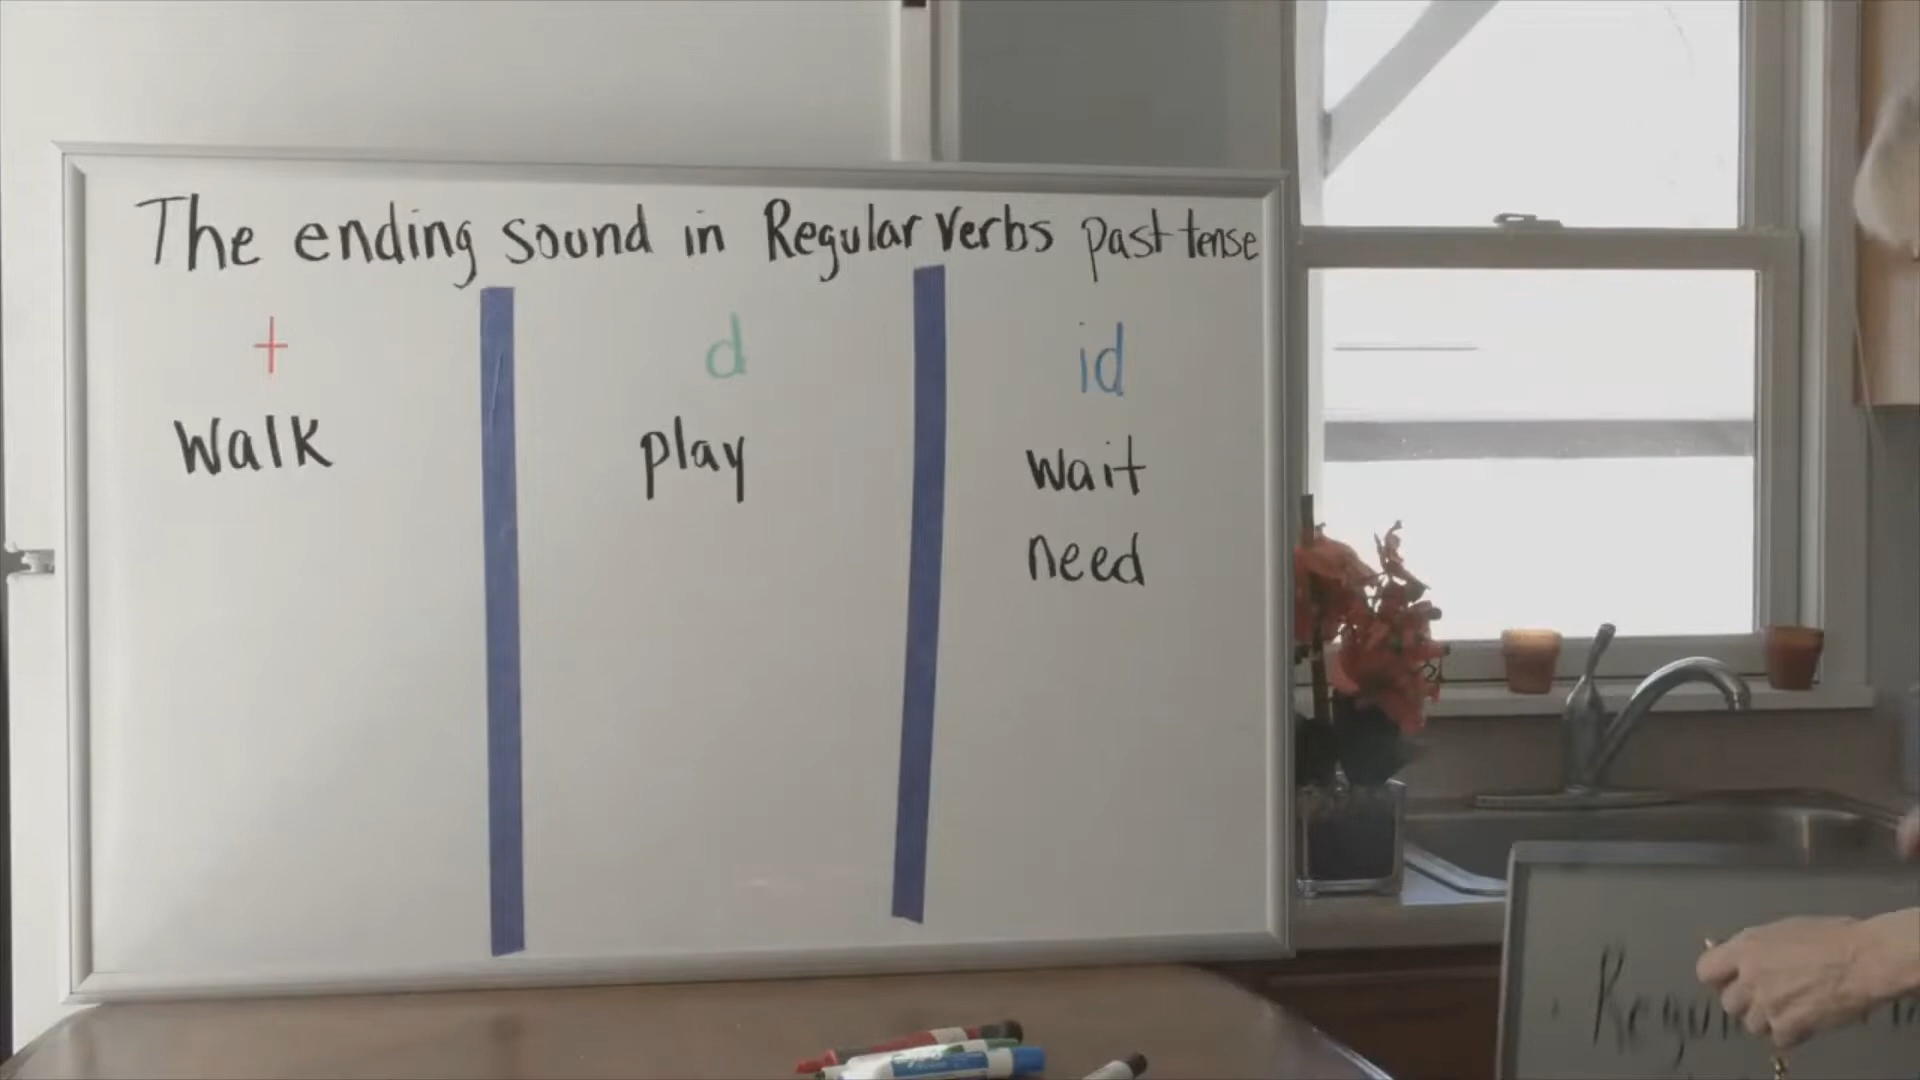 The ending sound in Regular verbs past tense
t
walk
d
play
id
wait
need